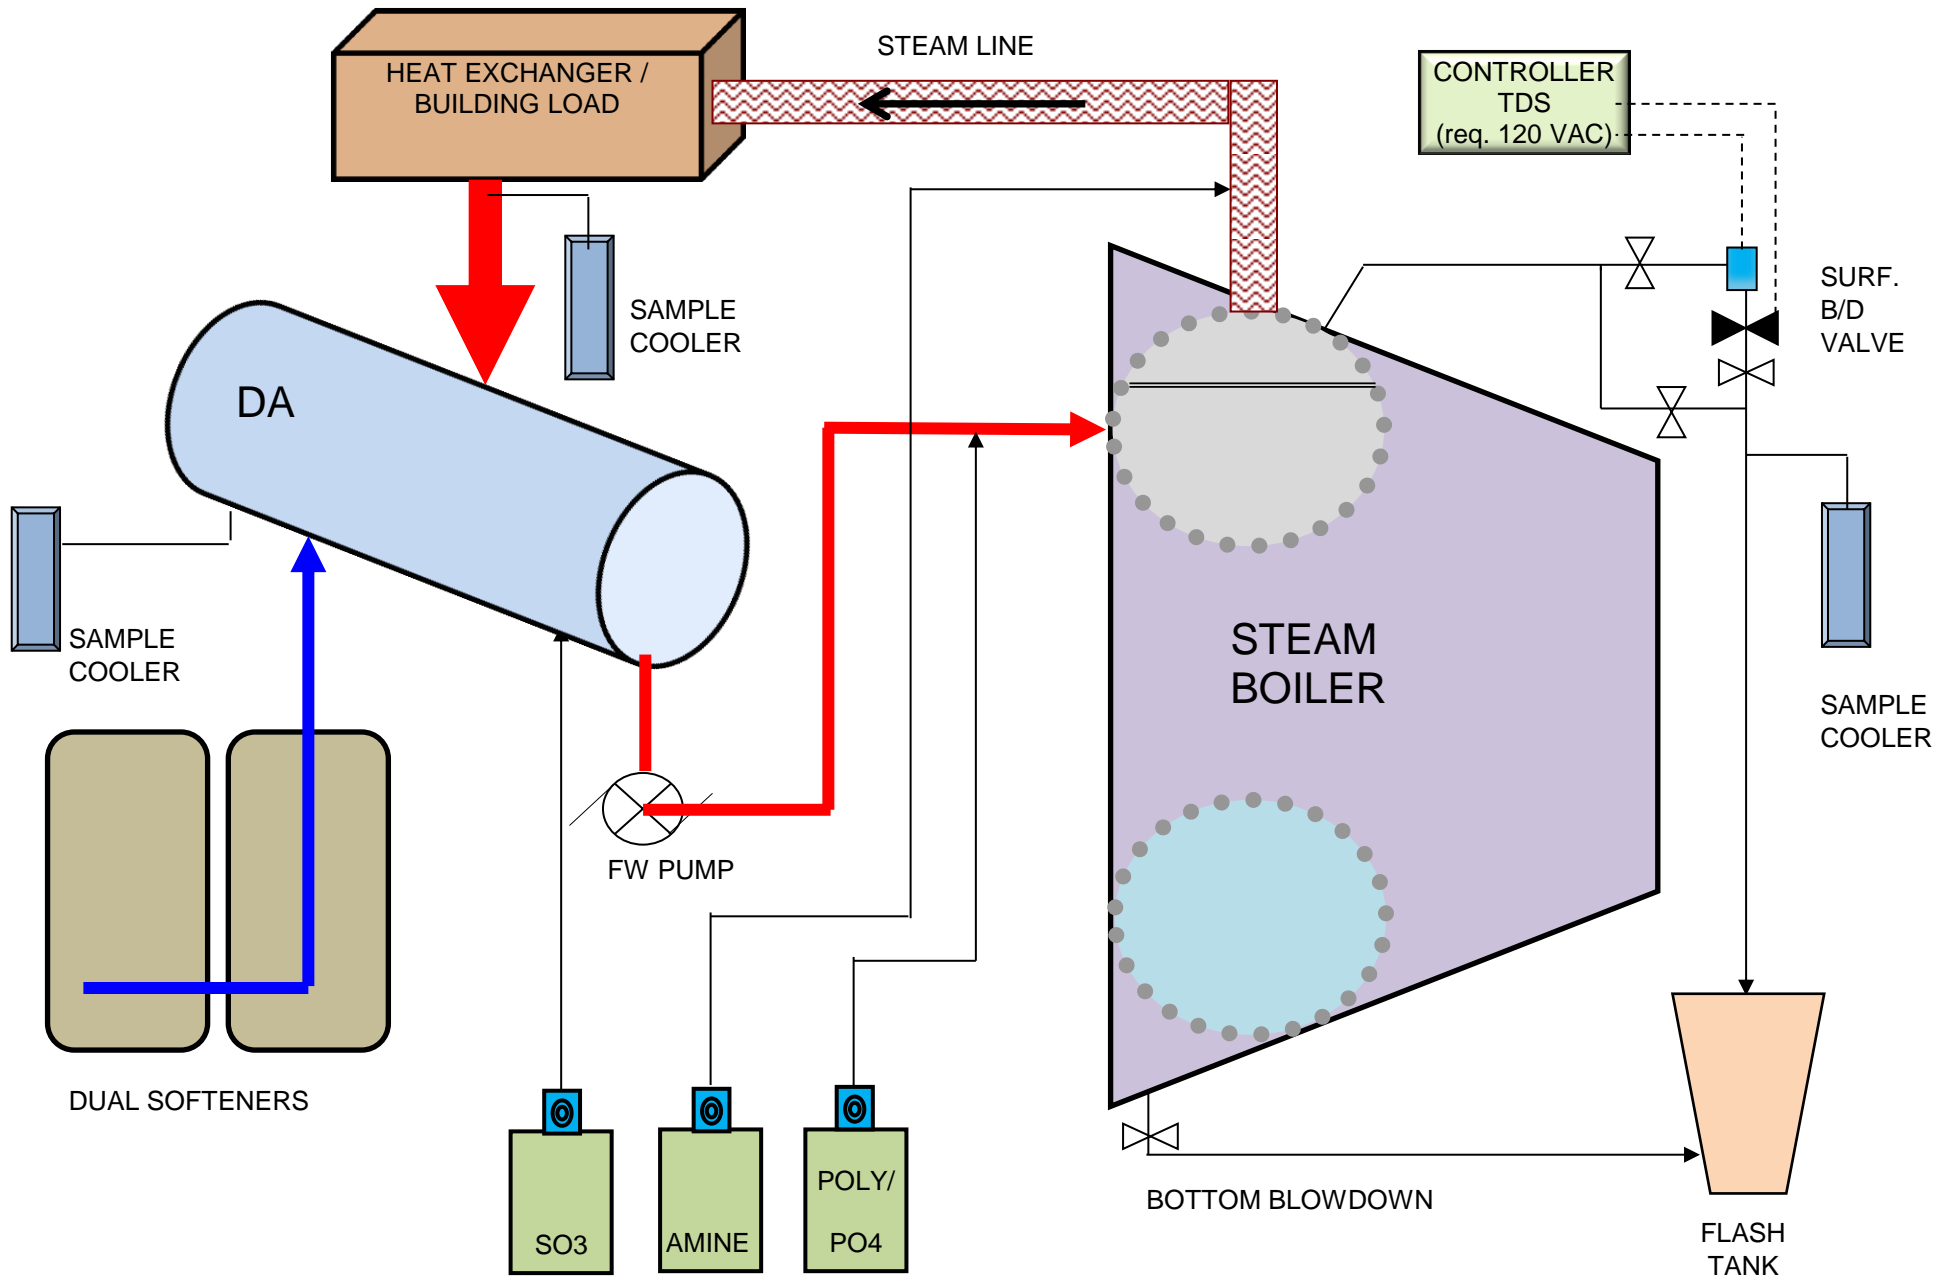 STEAM LINE
HEAT EXCHANGER /
BUILDING LOAD
CONTROLLER
TDS
(req. 120 VAC)
SURF.
B/D
VALVE
SAMPLE
COOLER
DA
SAMPLE
COOLER
STEAM
BOILER
SAMPLE
COOLER
FW PUMP
DUAL SOFTENERS
SO3
AMINE
POLY/
PO4
BOTTOM BLOWDOWN
FLASH
TANK